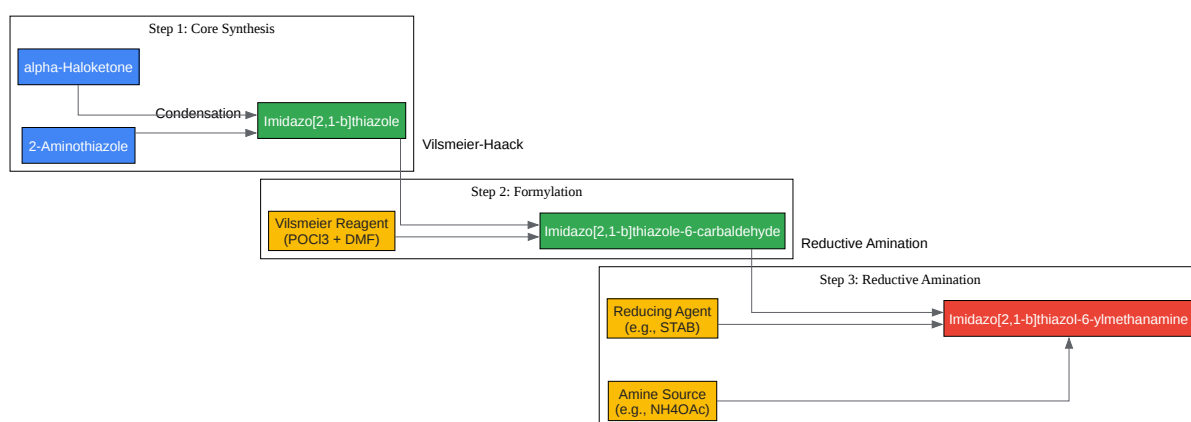 Step 1: Core Synthesis
alpha-Haloketone
Condensation
Imidazo[2,1-b]thiazole
2-Aminothiazole
Vilsmeier-Haack
Step 2: Formylation
Vilsmeier Reagent
(POCl3 + DMF)
Imidazo[2,1-b]thiazole-6-carbaldehyde
Reductive Amination
Step 3: Reductive Amination
Reducing Agent
(e.g., STAB)
Imidazo[2,1-b]thiazol-6-ylmethanamine
Amine Source
(e.g., NH4OAc)